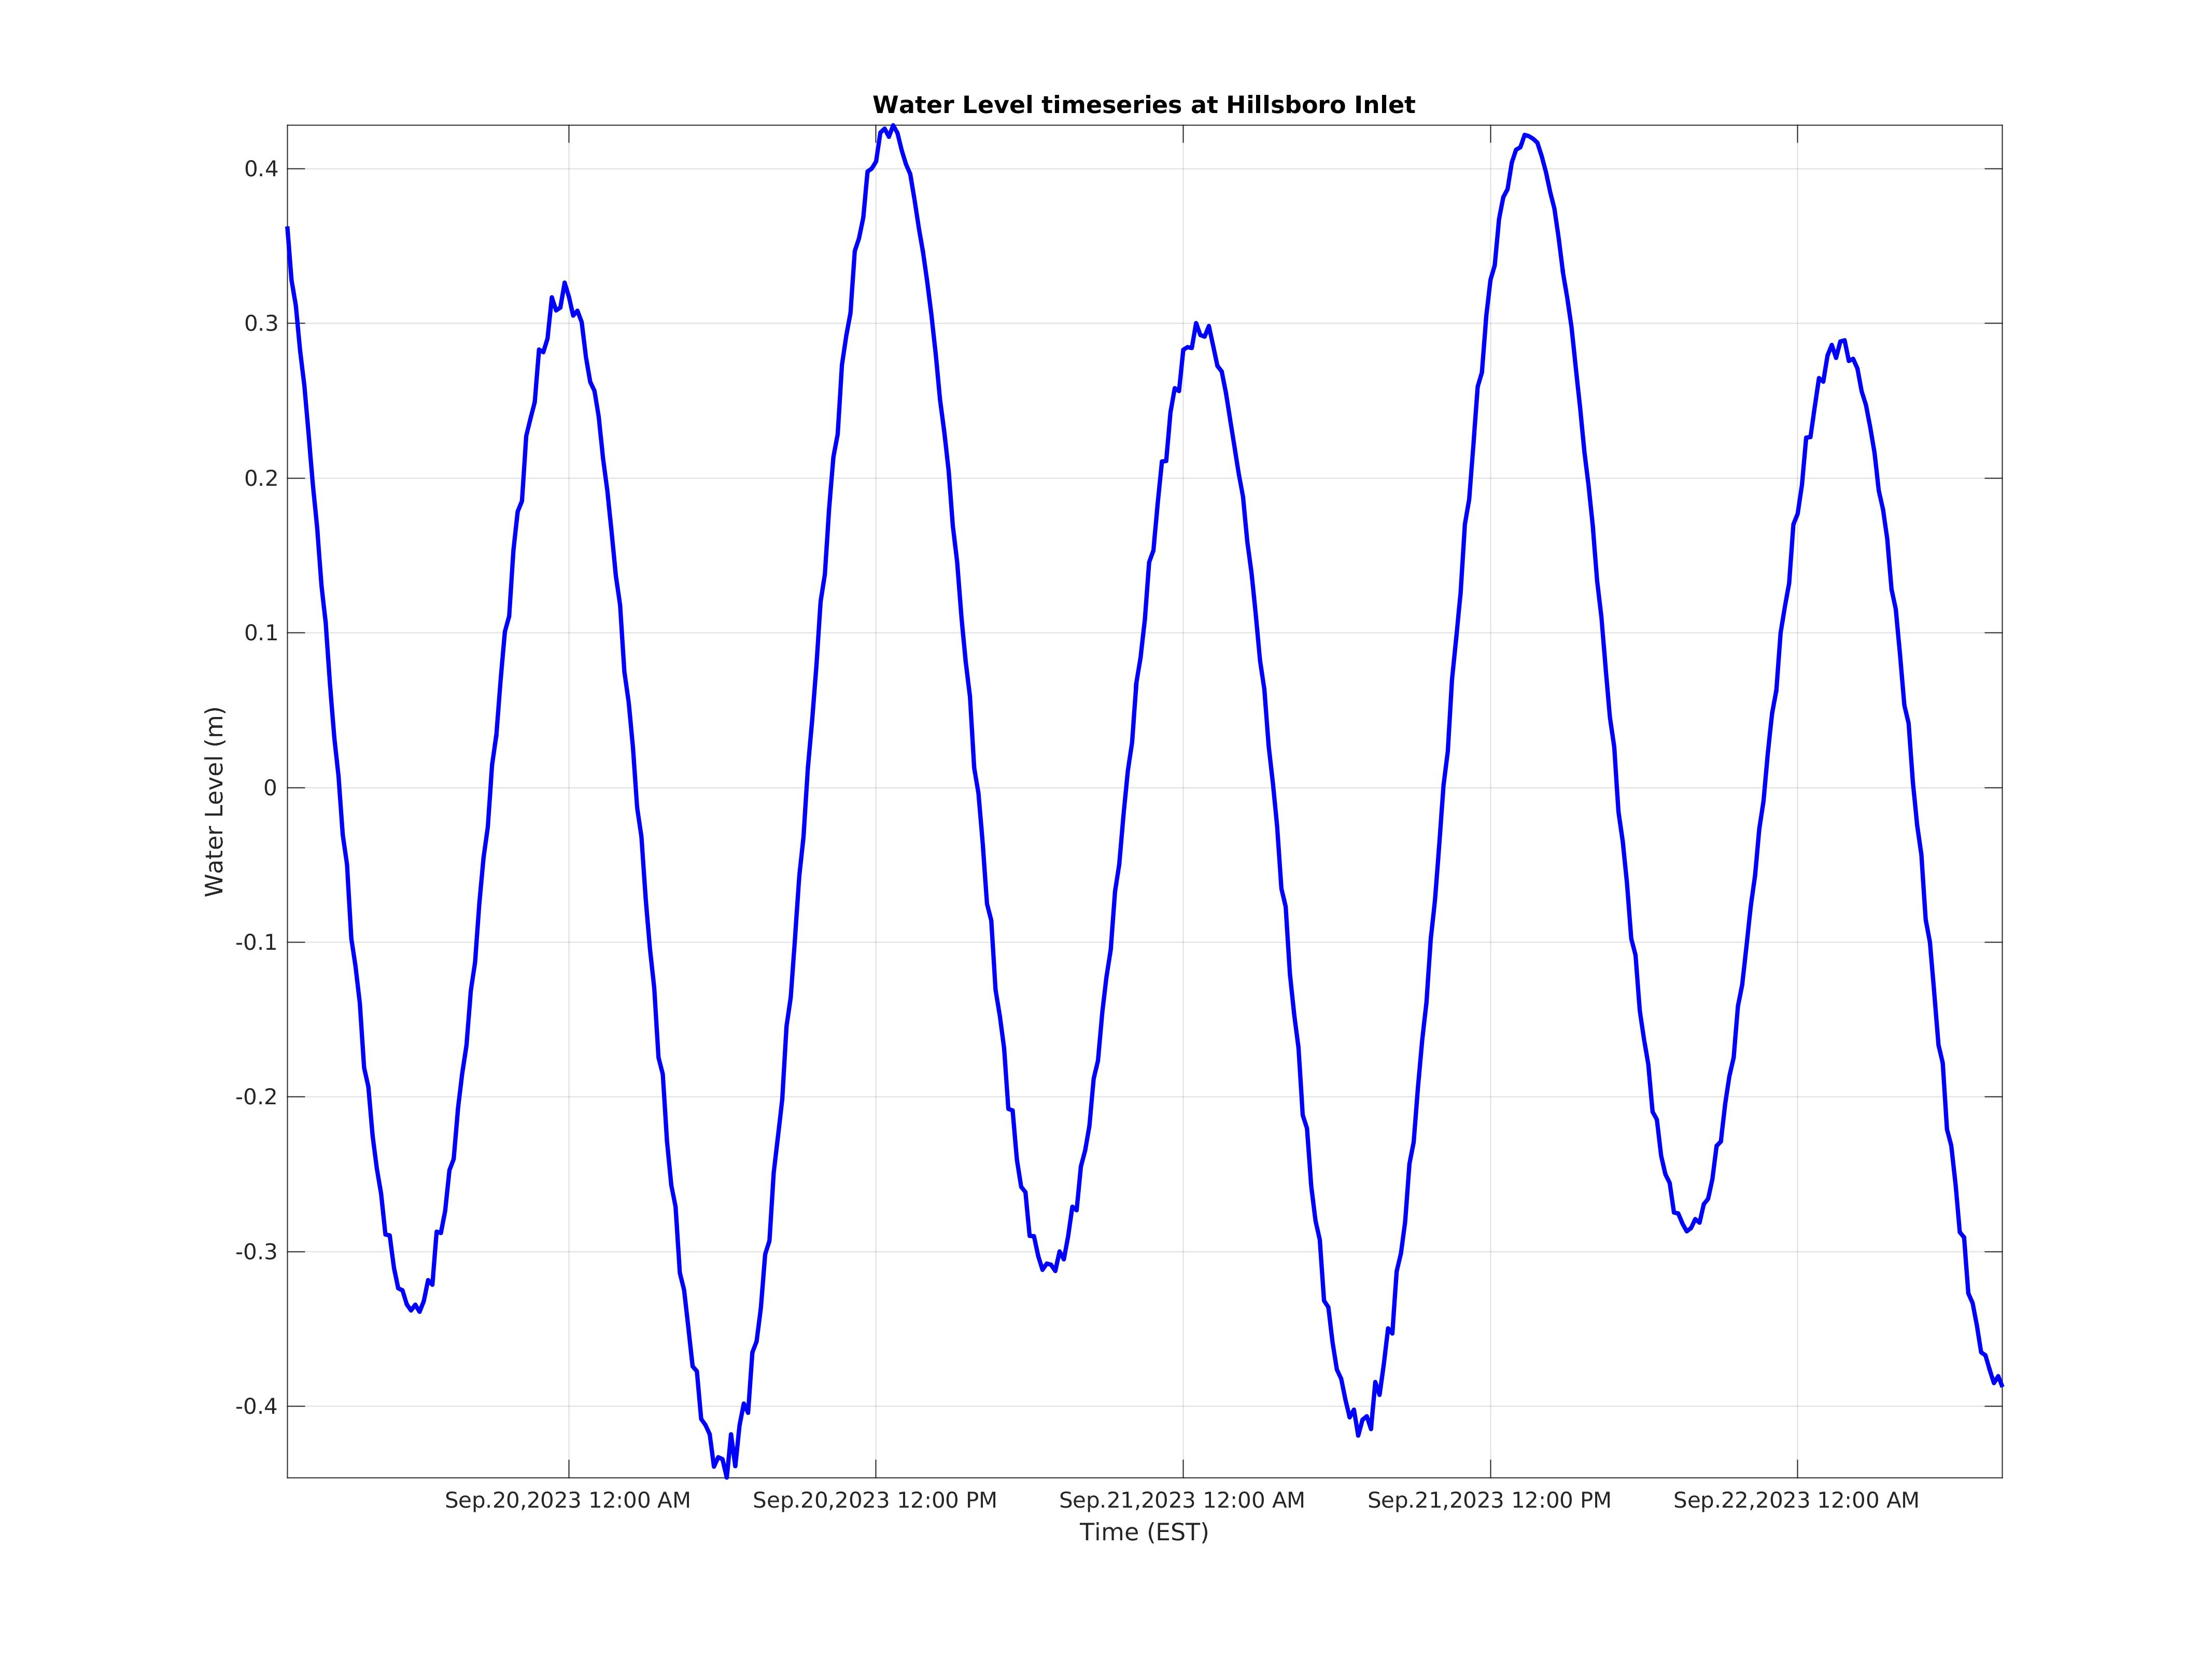 Water Level timeseries at Hillsboro Inlet
0.4
0.3
0.2
0.1
0
-0.1
-0.2
-0.3
-0.4
Water Level (m)
Sep.20,2023 12:00 AM Sep.20,2023 12:00 PM Sep.21,2023 12:00 AM Sep.21,2023 12:00 PM Sep.22,2023 12:00 AM
Time (EST)